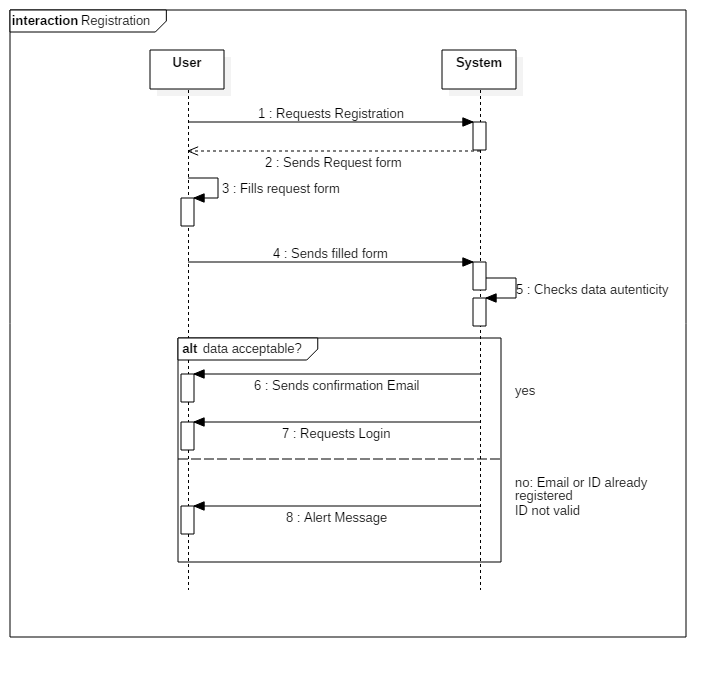 interaction Registration
User
System
1 : Requests Registration
2 : Sends Request form
3 : Fills request form
4 : Sends filled form
5 : Checks data autenticity
alt data acceptable?
6 : Sends confirmation Email
yes
7 : Requests Login
no: Email or ID already
registered
ID not valid
8 : Alert Message